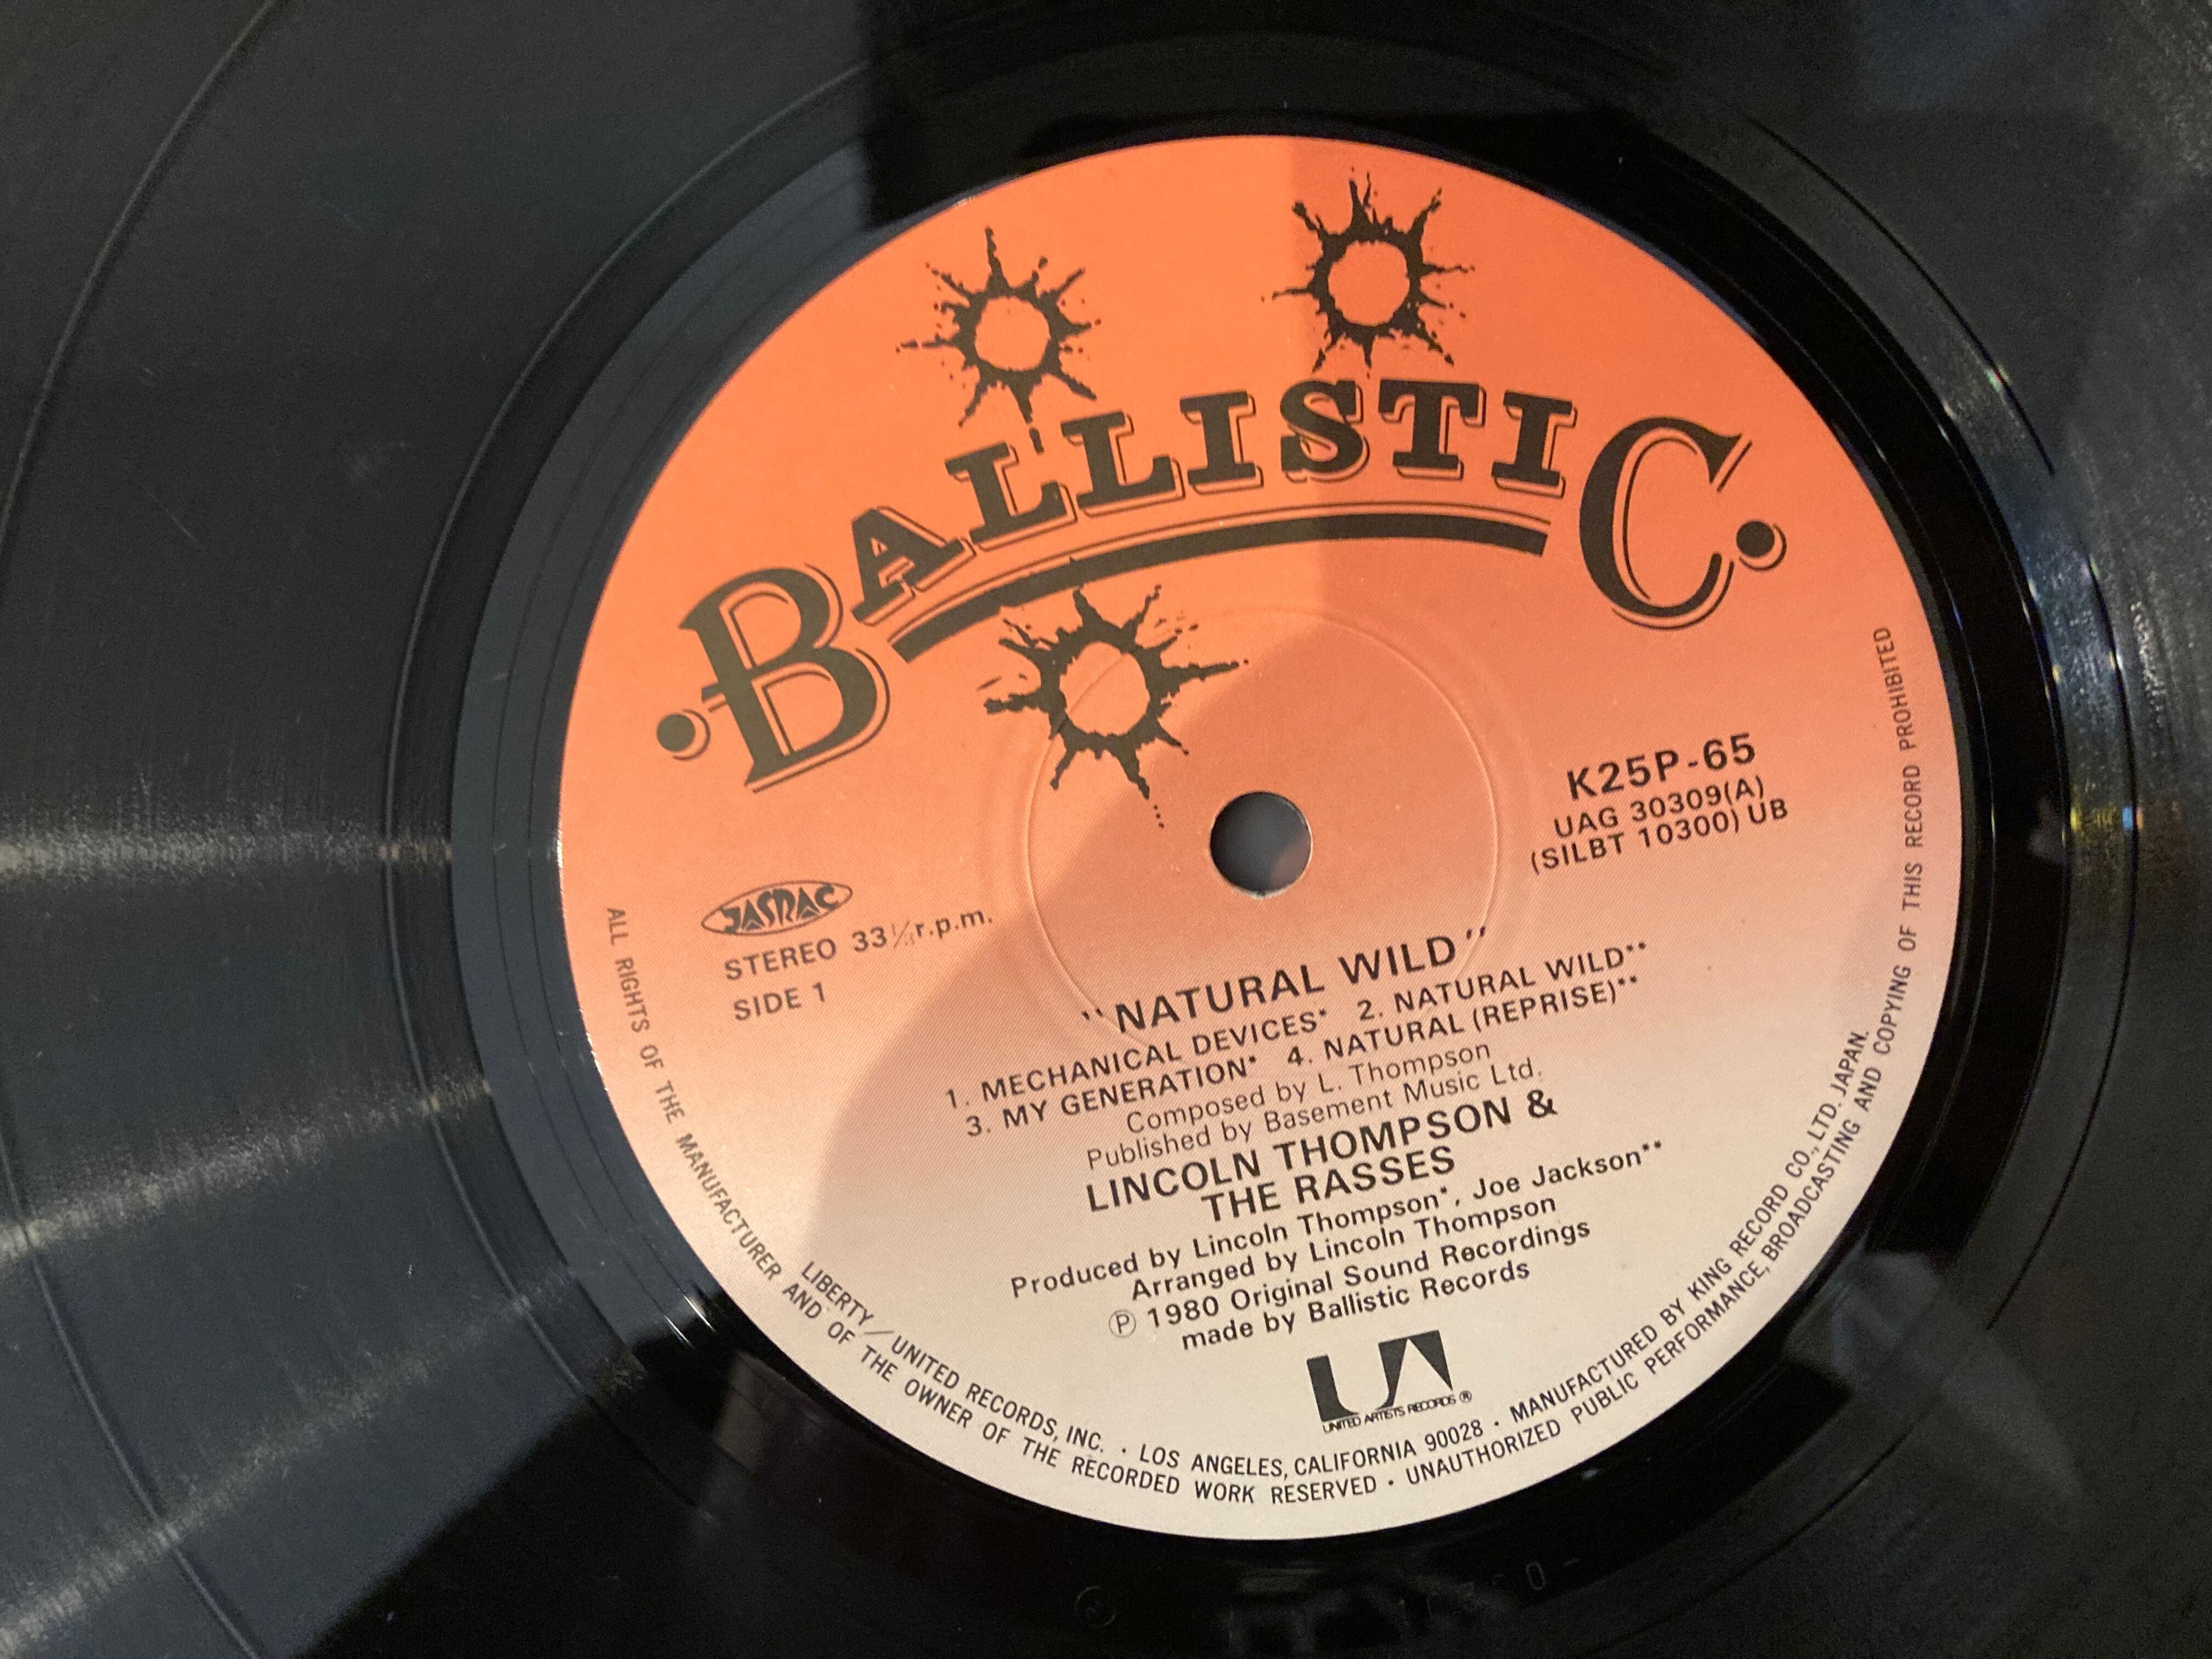 BALLISTIC
K25P-65
UAG 30309(A)
(SILBT 10300) UB
JASRAC
STEREO 33⅓r.p.m.
SIDE 1
"NATURAL WILD"
1. MECHANICAL DEVICES* 2. NATURAL WILD**
3. MY GENERATION* 4. NATURAL (REPRISE)**
Composed by L. Thompson
Published by Basement Music Ltd.
LINCOLN THOMPSON &
THE RASSES
Produced by Lincoln Thompson*, Joe Jackson**
Arranged by Lincoln Thompson
Ⓟ 1980 Original Sound Recordings
made by Ballistic Records
UA
UNITED ARTISTS RECORDS ®
LIBERTY/UNITED RECORDS, INC. · LOS ANGELES, CALIFORNIA 90028 · MANUFACTURED BY KING RECORD CO., LTD. JAPAN.
ALL RIGHTS OF THE MANUFACTURER AND OF THE OWNER OF THE RECORDED WORK RESERVED · UNAUTHORIZED PUBLIC PERFORMANCE, BROADCASTING AND COPYING OF THIS RECORD PROHIBITED